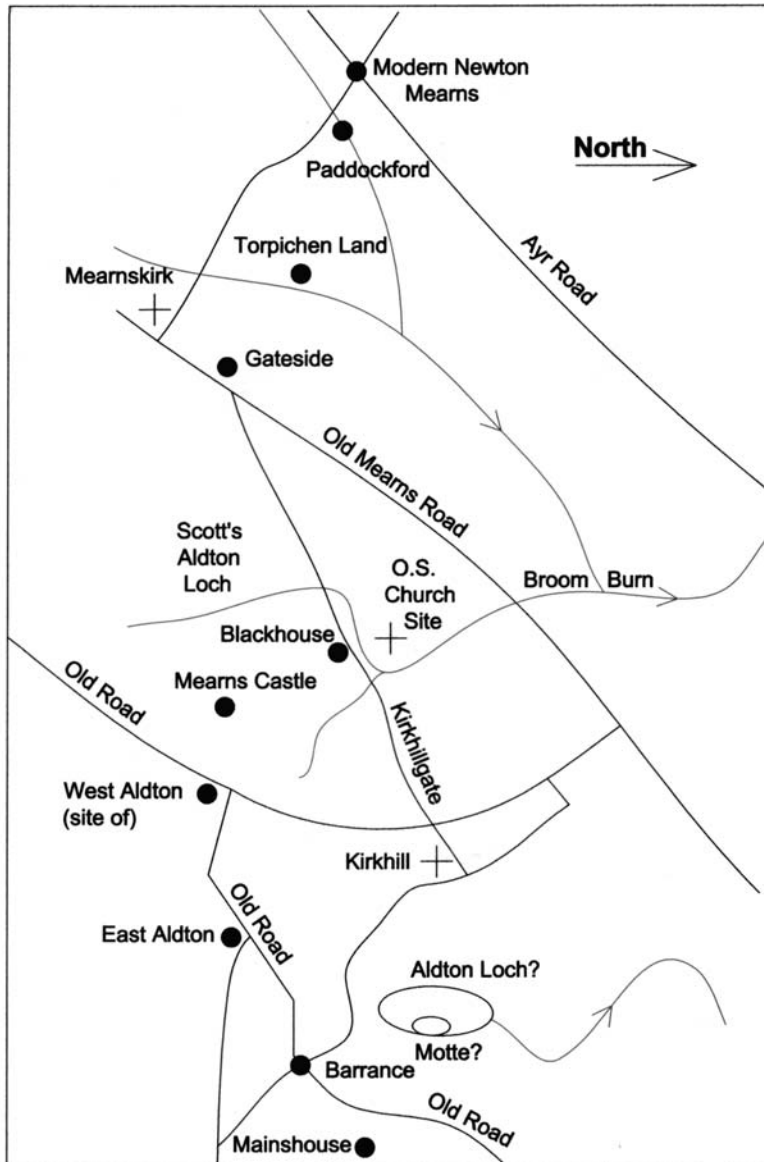 Modern Newton
Mearns
North
Paddockford
Torpichen Land
Ayr Road
Mearnskirk
Gateside
Old Mearns Road
Scott's
Aldton
Loch
O.S.
Church
Site
Broom Burn
Blackhouse
Mearns Castle
Old Road
Kirkhillgate
West Aldton
(site of)
Kirkhill
Old Road
East Aldton
Aldton Loch?
Motte?
Barrance
Old Road
Mainshouse